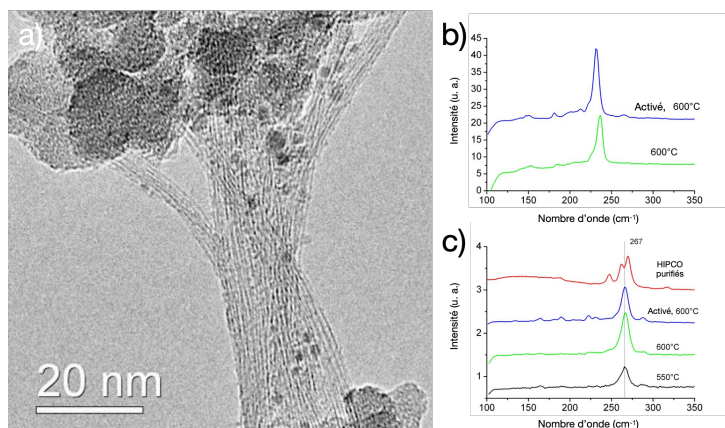 a)
20 nm
b)
Intensité (u. a.)
45
40
35
30
25
20
15
10
5
0
Activé, 600°C
600°C
100 150 200 250 300 350
Nombre d'onde (cm⁻¹)
c)
Intensité (u. a.)
4
3
2
1
267
HIPCO
purifiés
Activé, 600°C
600°C
550°C
100 150 200 250 300 350
Nombre d'onde (cm⁻¹)